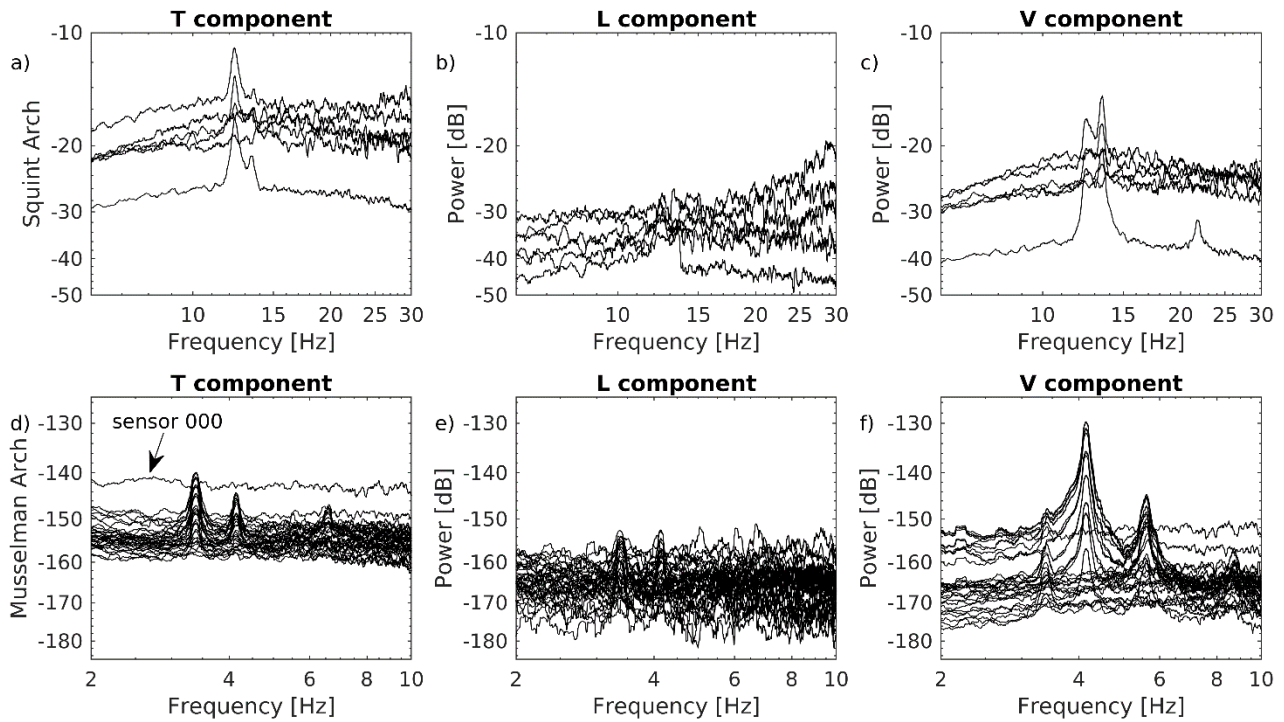 T component
L component
V component
a)
b)
c)
Squint Arch
Power [dB]
Power [dB]
-10
-20
-30
-40
-50
-10
-20
-30
-40
-50
-10
-20
-30
-40
-50
10 15 20 25 30
10 15 20 25 30
10 15 20 25 30
Frequency [Hz]
Frequency [Hz]
Frequency [Hz]
T component
L component
V component
d)
e)
f)
sensor 000
Musselman Arch
Power [dB]
Power [dB]
-130
-140
-150
-160
-170
-180
-130
-140
-150
-160
-170
-180
-130
-140
-150
-160
-170
-180
2 4 6 8 10
2 4 6 8 10
2 4 6 8 10
Frequency [Hz]
Frequency [Hz]
Frequency [Hz]